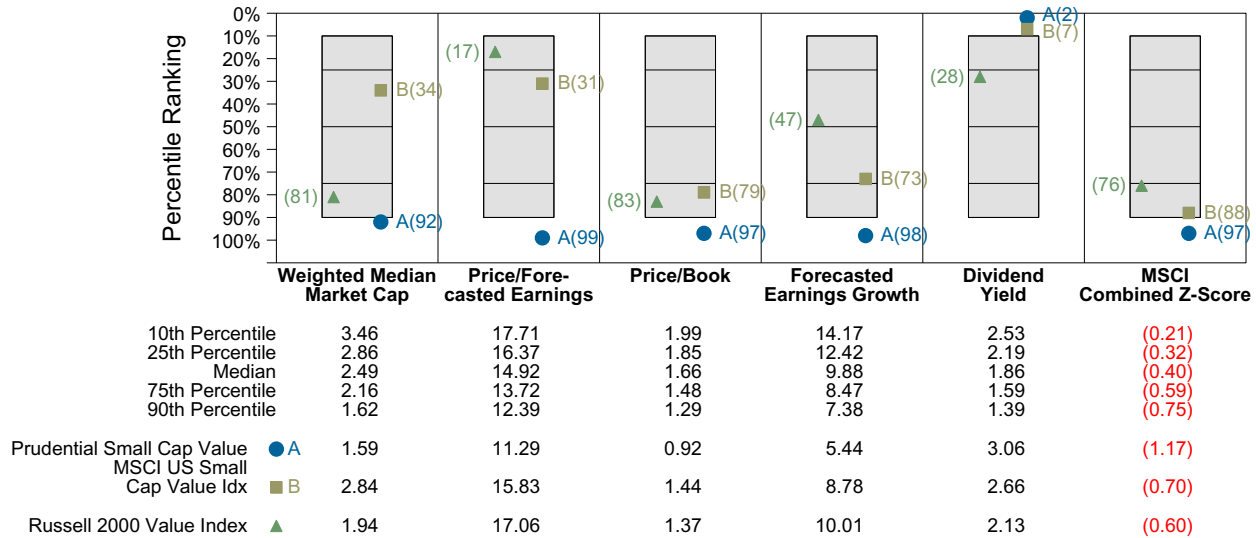 Percentile Ranking
0%
10%
20%
30%
40%
50%
60%
70%
80%
90%
100%
(81)
B(34)
A(92)
(17)
B(31)
A(99)
(83)
B(79)
A(97)
(47)
B(73)
A(98)
(28)
A(2)
B(7)
(76)
B(88)
A(97)
Weighted Median
Market Cap
Price/Fore-
casted Earnings
Price/Book
Forecasted
Earnings Growth
Dividend
Yield
MSCI
Combined Z-Score
10th Percentile 3.46 17.71 1.99 14.17 2.53 (0.21)
25th Percentile 2.86 16.37 1.85 12.42 2.19 (0.32)
Median 2.49 14.92 1.66 9.88 1.86 (0.40)
75th Percentile 2.16 13.72 1.48 8.47 1.59 (0.59)
90th Percentile 1.62 12.39 1.29 7.38 1.39 (0.75)
Prudential Small Cap Value A 1.59 11.29 0.92 5.44 3.06 (1.17)
MSCI US Small
Cap Value Idx B 2.84 15.83 1.44 8.78 2.66 (0.70)
Russell 2000 Value Index 1.94 17.06 1.37 10.01 2.13 (0.60)